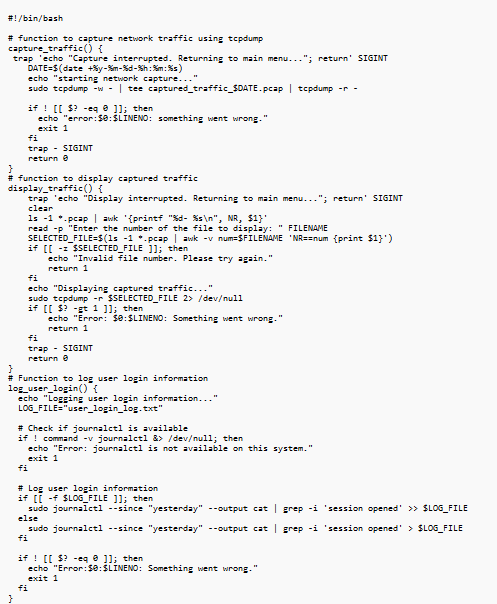 #!/bin/bash

# function to capture network traffic using tcpdump
capture_traffic() {
 trap 'echo "Capture interrupted. Returning to main menu..."; return' SIGINT
    DATE=$(date +%y-%m-%d-%h:%m:%s)
    echo "starting network capture..."
    sudo tcpdump -w - | tee captured_traffic_$DATE.pcap | tcpdump -r -

    if ! [[ $? -eq 0 ]]; then
      echo "error:$0:$LINENO: something went wrong."
      exit 1
    fi
    trap - SIGINT
    return 0
}
# function to display captured traffic
display_traffic() {
    trap 'echo "Display interrupted. Returning to main menu..."; return' SIGINT
    clear
    ls -1 *.pcap | awk '{printf "%d- %s\n", NR, $1}'
    read -p "Enter the number of the file to display: " FILENAME
    SELECTED_FILE=$(ls -1 *.pcap | awk -v num=$FILENAME 'NR==num {print $1}')
    if [[ -z $SELECTED_FILE ]]; then
        echo "Invalid file number. Please try again."
        return 1
    fi
    echo "Displaying captured traffic..."
    sudo tcpdump -r $SELECTED_FILE 2> /dev/null
    if [[ $? -gt 1 ]]; then
        echo "Error: $0:$LINENO: Something went wrong."
        return 1
    fi
    trap - SIGINT
    return 0
}
# Function to log user login information
log_user_login() {
  echo "Logging user login information..."
  LOG_FILE="user_login_log.txt"

  # Check if journalctl is available
  if ! command -v journalctl &> /dev/null; then
    echo "Error: journalctl is not available on this system."
    exit 1
  fi

  # Log user login information
  if [[ -f $LOG_FILE ]]; then
    sudo journalctl --since "yesterday" --output cat | grep -i 'session opened' >> $LOG_FILE
  else
    sudo journalctl --since "yesterday" --output cat | grep -i 'session opened' > $LOG_FILE
  fi

  if ! [[ $? -eq 0 ]]; then
    echo "Error:$0:$LINENO: Something went wrong."
    exit 1
  fi
}